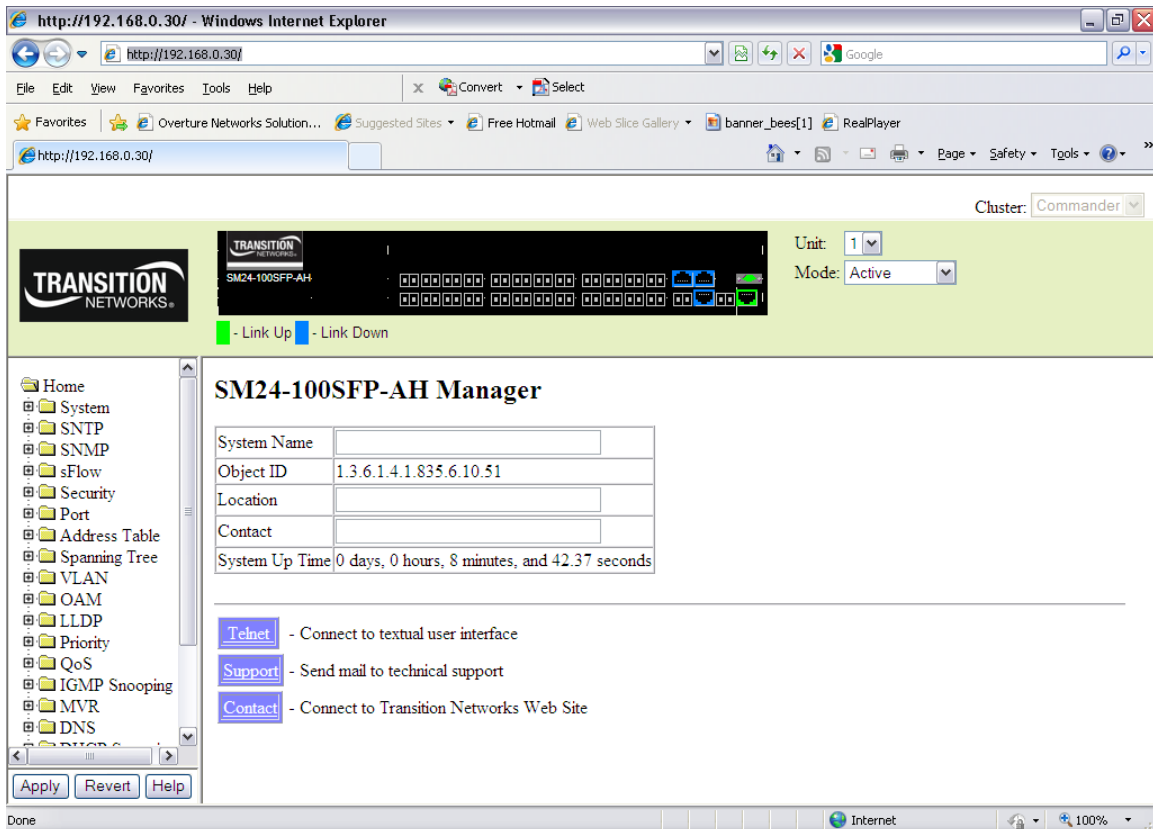 http://192.168.0.30/ - Windows Internet Explorer
http://192.168.0.30/
Google
File Edit View Favorites Tools Help
x Convert Select
Favorites Overture Networks Solution... Suggested Sites Free Hotmail Web Slice Gallery banner_bees[1] RealPlayer
http://192.168.0.30/
Page Safety Tools »
Cluster: Commander
TRANSITION NETWORKS®
TRANSITION NETWORKS
SM24-100SFP-AH
- Link Up - Link Down
Unit: 1
Mode: Active
Home
System
SNTP
SNMP
sFlow
Security
Port
Address Table
Spanning Tree
VLAN
OAM
LLDP
Priority
QoS
IGMP Snooping
MVR
DNS
Apply Revert Help
SM24-100SFP-AH Manager
System Name
Object ID 1.3.6.1.4.1.835.6.10.51
Location
Contact
System Up Time 0 days, 0 hours, 8 minutes, and 42.37 seconds
Telnet - Connect to textual user interface
Support - Send mail to technical support
Contact - Connect to Transition Networks Web Site
Done
Internet
100%